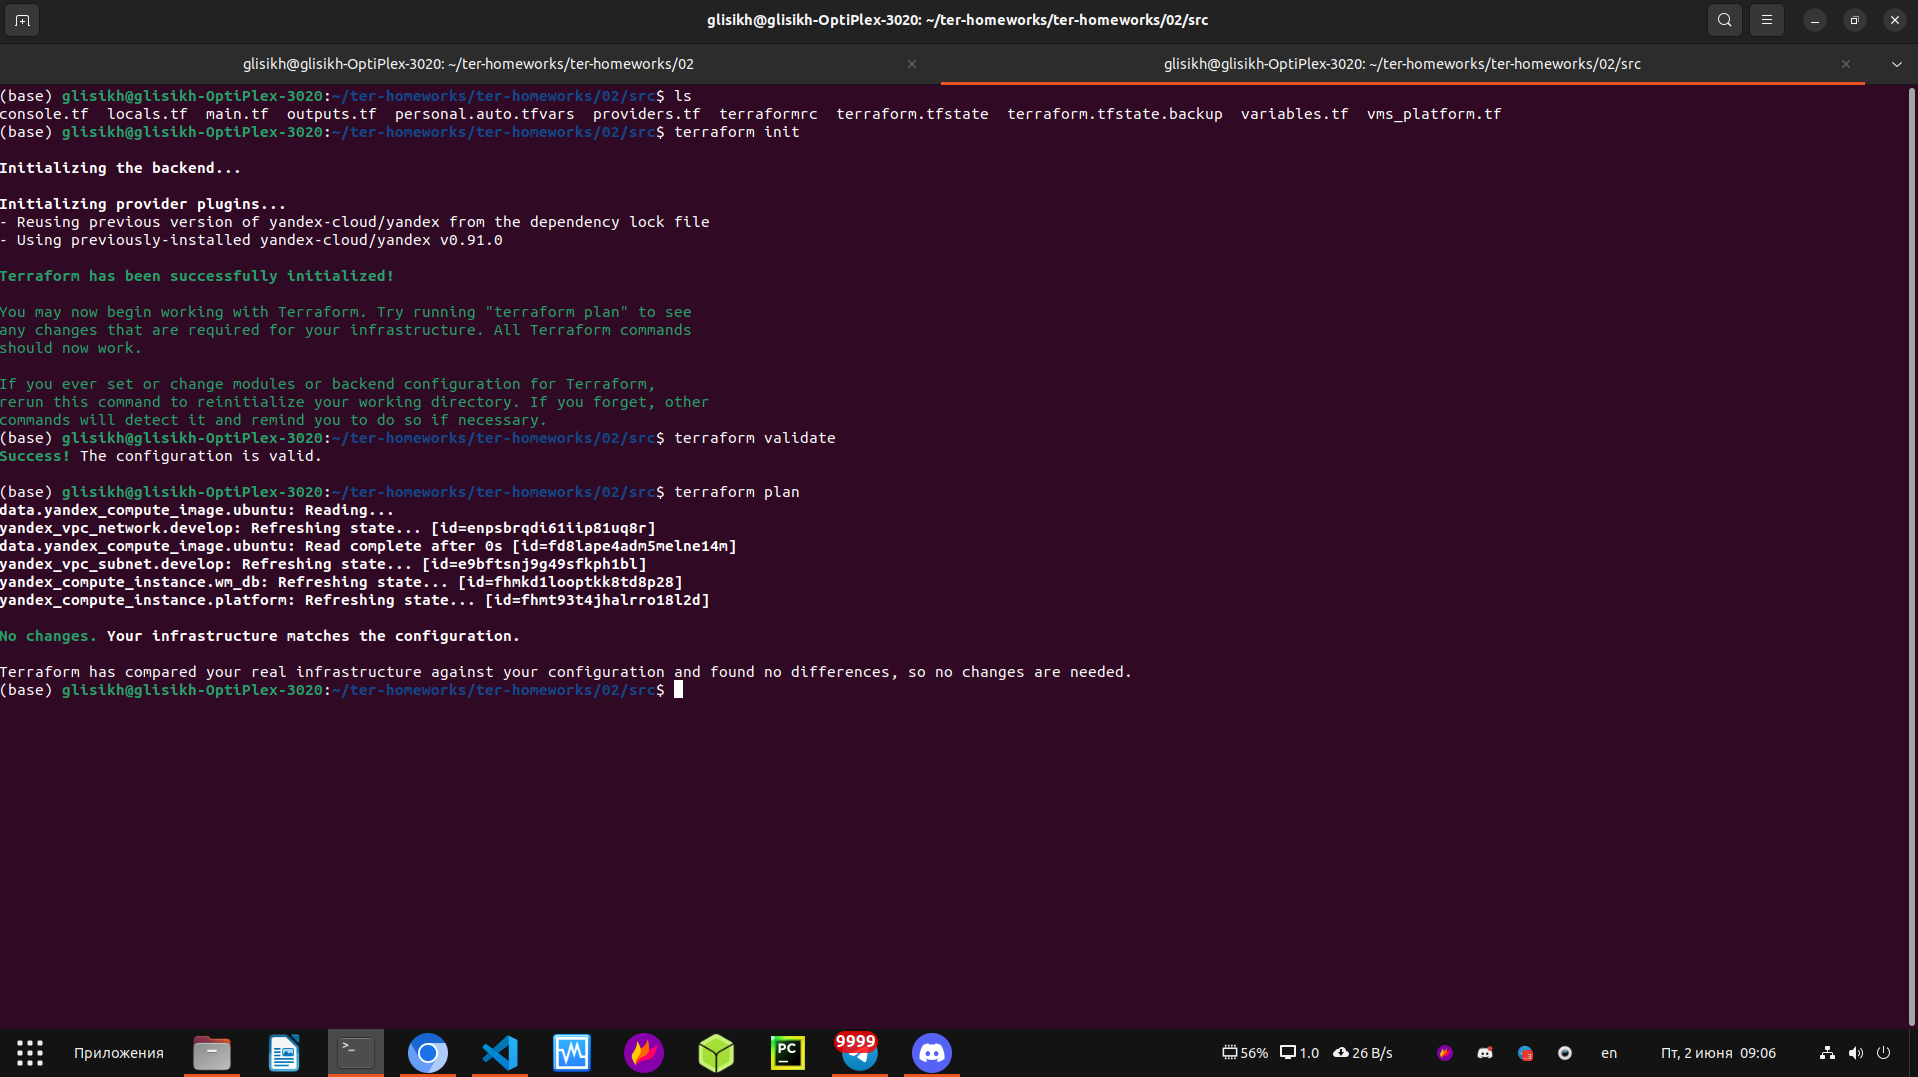 glisikh@glisikh-OptiPlex-3020: ~/ter-homeworks/ter-homeworks/02/src
glisikh@glisikh-OptiPlex-3020: ~/ter-homeworks/ter-homeworks/02
glisikh@glisikh-OptiPlex-3020: ~/ter-homeworks/ter-homeworks/02/src
(base) glisikh@glisikh-OptiPlex-3020:~/ter-homeworks/ter-homeworks/02/src$ ls
console.tf  locals.tf  main.tf  outputs.tf  personal.auto.tfvars  providers.tf  terraformrc  terraform.tfstate  terraform.tfstate.backup  variables.tf  vms_platform.tf
(base) glisikh@glisikh-OptiPlex-3020:~/ter-homeworks/ter-homeworks/02/src$ terraform init
Initializing the backend...
Initializing provider plugins...
- Reusing previous version of yandex-cloud/yandex from the dependency lock file
- Using previously-installed yandex-cloud/yandex v0.91.0
Terraform has been successfully initialized!
You may now begin working with Terraform. Try running "terraform plan" to see
any changes that are required for your infrastructure. All Terraform commands
should now work.
If you ever set or change modules or backend configuration for Terraform,
rerun this command to reinitialize your working directory. If you forget, other
commands will detect it and remind you to do so if necessary.
(base) glisikh@glisikh-OptiPlex-3020:~/ter-homeworks/ter-homeworks/02/src$ terraform validate
Success! The configuration is valid.
(base) glisikh@glisikh-OptiPlex-3020:~/ter-homeworks/ter-homeworks/02/src$ terraform plan
data.yandex_compute_image.ubuntu: Reading...
yandex_vpc_network.develop: Refreshing state... [id=enpsbrqdi61iip81uq8r]
data.yandex_compute_image.ubuntu: Read complete after 0s [id=fd8lape4adm5melne14m]
yandex_vpc_subnet.develop: Refreshing state... [id=e9bftsnj9g49sfkph1bl]
yandex_compute_instance.wm_db: Refreshing state... [id=fhmkd1looptkk8td8p28]
yandex_compute_instance.platform: Refreshing state... [id=fhmt93t4jhalrro18l2d]
No changes. Your infrastructure matches the configuration.
Terraform has compared your real infrastructure against your configuration and found no differences, so no changes are needed.
(base) glisikh@glisikh-OptiPlex-3020:~/ter-homeworks/ter-homeworks/02/src$
Приложения
>_
PC
9999
56%
1.0
26 B/s
en
Пт, 2 июня  09:06